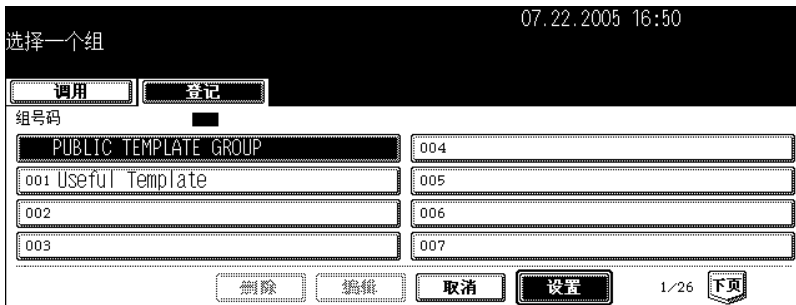 07.22.2005 16:50
选择一个组
调用 登记
组号码
PUBLIC TEMPLATE GROUP 004
001 Useful Template 005
002 006
003 007
删除 编辑 取消 设置 1/26 下页